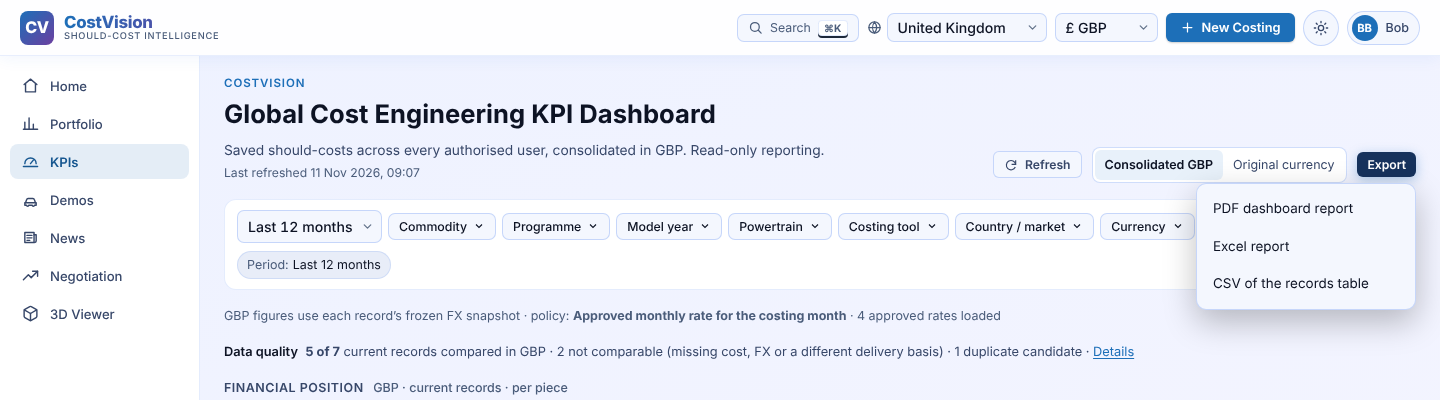 CV CostVision
SHOULD-COST INTELLIGENCE
Search ⌘K
United Kingdom
£ GBP
+ New Costing
BB Bob
Home
Portfolio
KPIs
Demos
News
Negotiation
3D Viewer
COSTVISION
Global Cost Engineering KPI Dashboard
Saved should-costs across every authorised user, consolidated in GBP. Read-only reporting.
Last refreshed 11 Nov 2026, 09:07
Refresh
Consolidated GBP
Original currency
Export
PDF dashboard report
Excel report
CSV of the records table
Last 12 months
Commodity
Programme
Model year
Powertrain
Costing tool
Country / market
Currency
Period: Last 12 months
GBP figures use each record’s frozen FX snapshot · policy: Approved monthly rate for the costing month · 4 approved rates loaded
Data quality 5 of 7 current records compared in GBP · 2 not comparable (missing cost, FX or a different delivery basis) · 1 duplicate candidate · Details
FINANCIAL POSITION GBP · current records · per piece